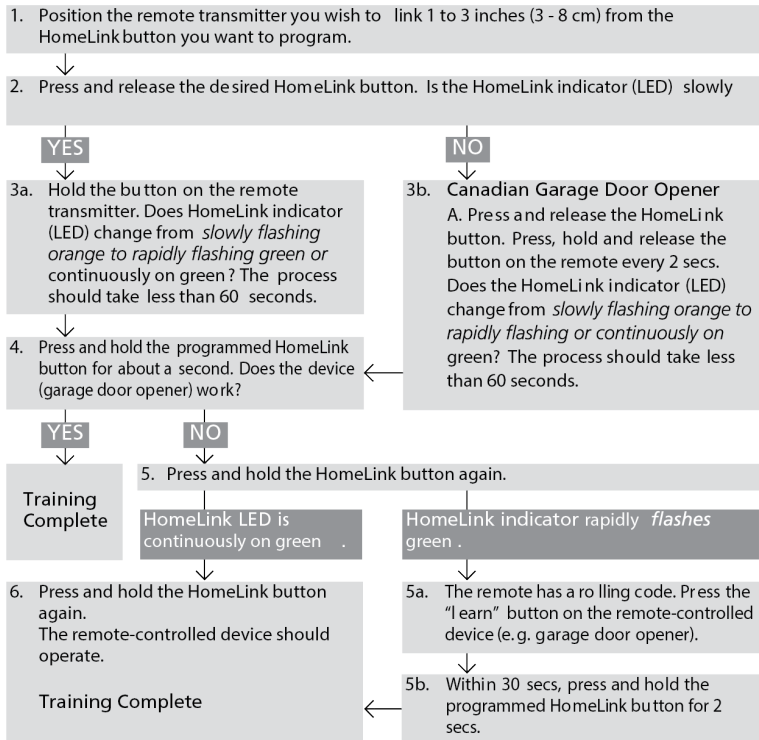 1. Position the remote transmitter you wish to link 1 to 3 inches (3 - 8 cm) from the
HomeLink button you want to program.
2. Press and release the desired HomeLink button. Is the HomeLink indicator (LED) slowly
YES
NO
3a. Hold the button on the remote
transmitter. Does HomeLink indicator
(LED) change from slowly flashing
orange to rapidly flashing green or
continuously on green? The process
should take less than 60 seconds.
3b. Canadian Garage Door Opener
A. Press and release the HomeLink
button. Press, hold and release the
button on the remote every 2 secs.
Does the HomeLink indicator (LED)
change from slowly flashing orange to
rapidly flashing or continuously on
green? The process should take less
than 60 seconds.
4. Press and hold the programmed HomeLink
button for about a second. Does the device
(garage door opener) work?
YES
NO
Training
Complete
5. Press and hold the HomeLink button again.
HomeLink LED is
continuously on green .
HomeLink indicator rapidly flashes
green .
6. Press and hold the HomeLink button
again.
The remote-controlled device should
operate.
Training Complete
5a. The remote has a rolling code. Press the
"learn" button on the remote-controlled
device (e.g. garage door opener).
5b. Within 30 secs, press and hold the
programmed HomeLink button for 2
secs.